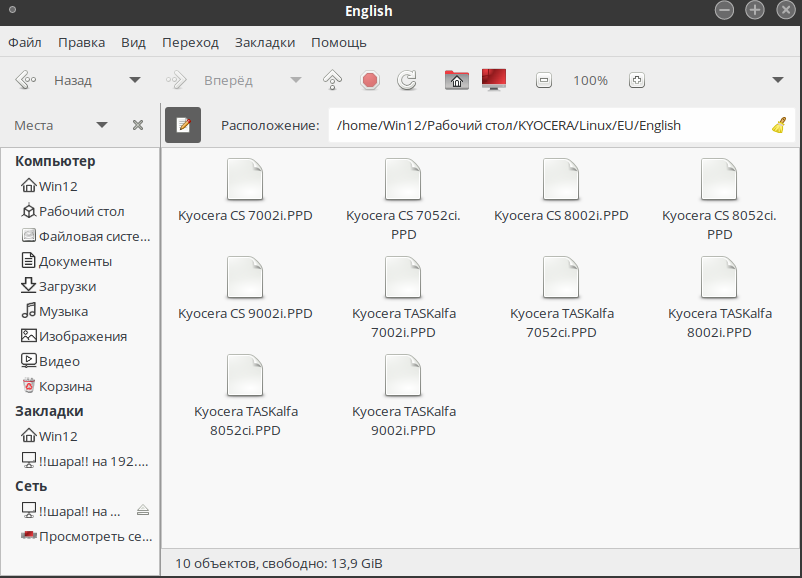 English
Файл Правка Вид Переход Закладки Помощь
Назад Вперёд 100%
Места Расположение: /home/Win12/Рабочий стол/KYOCERA/Linux/EU/English
Компьютер
Win12
Рабочий стол
Файловая систе...
Документы
Загрузки
Музыка
Изображения
Видео
Корзина
Закладки
Win12
!!шара!! на 192....
Сеть
!!шара!! на ...
Просмотреть се...
Kyocera CS 7002i.PPD
Kyocera CS 7052ci.
PPD
Kyocera CS 8002i.PPD
Kyocera CS 8052ci.
PPD
Kyocera CS 9002i.PPD
Kyocera TASKalfa
7002i.PPD
Kyocera TASKalfa
7052ci.PPD
Kyocera TASKalfa
8002i.PPD
Kyocera TASKalfa
8052ci.PPD
Kyocera TASKalfa
9002i.PPD
10 объектов, свободно: 13,9 GiB